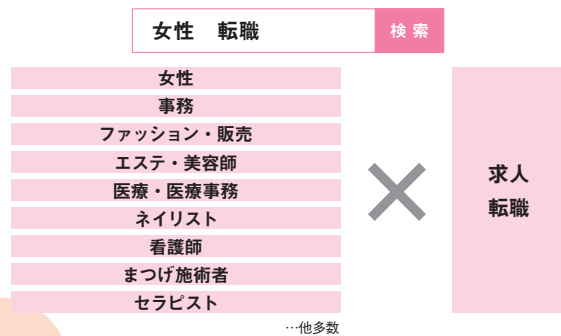 女性　転職
検索
女性
事務
ファッション・販売
エステ・美容師
医療・医療事務
ネイリスト
看護師
まつげ施術者
セラピスト
…他多数
求人
転職